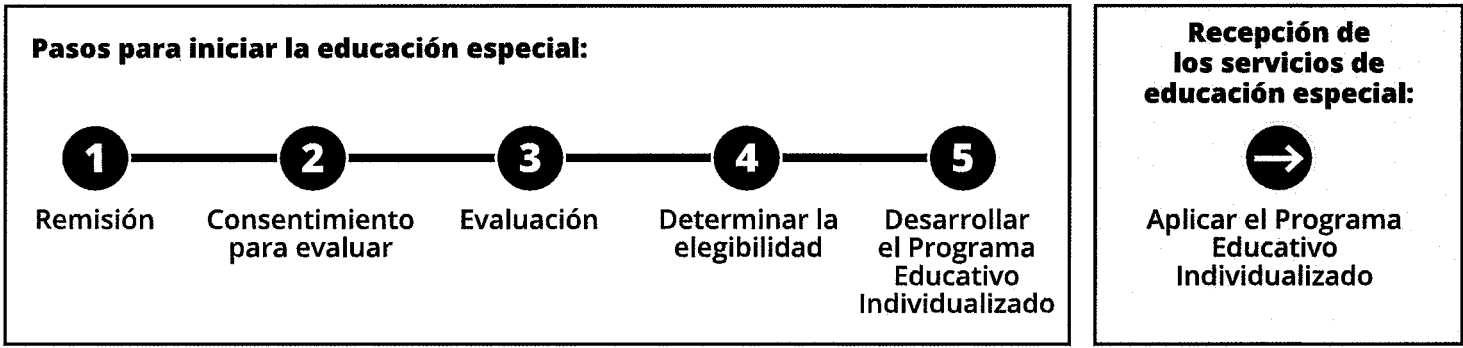 Pasos para iniciar la educación especial:
1
2
3
4
5
Remisión
Consentimiento
para evaluar
Evaluación
Determinar la
elegibilidad
Desarrollar
el Programa
Educativo
Individualizado
Recepción de
los servicios de
educación especial:
Aplicar el Programa
Educativo
Individualizado